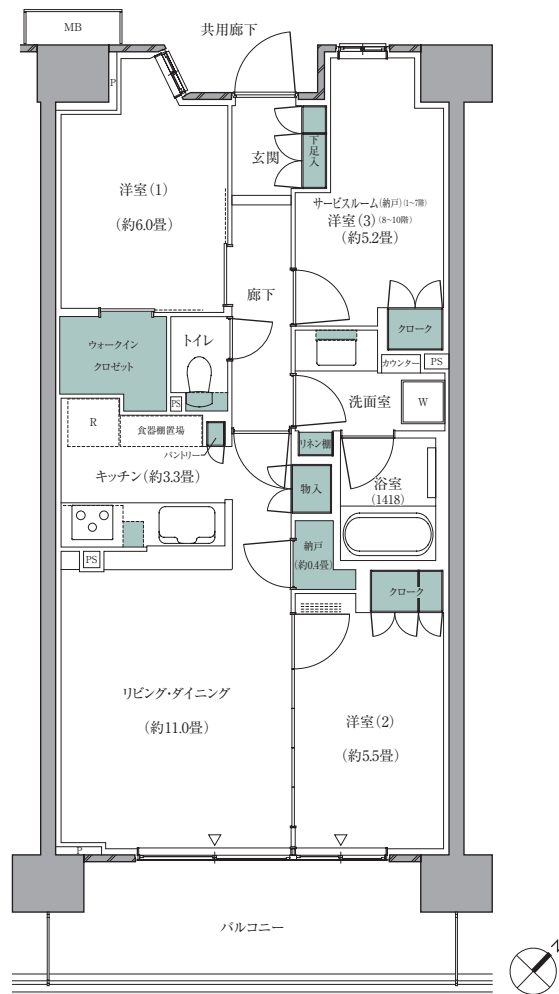 MB
共用廊下
P
玄関
下足入
洋室(1)
(約6.0畳)
サービスルーム(納戸)(1~7階)
洋室(3)(8~10階)
(約5.2畳)
廊下
クローク
ウォークイン
クロゼット
トイレ
カウンター
PS
洗面室
W
PS
R
食器棚置場
パントリー
リネン棚
キッチン(約3.3畳)
物入
浴室
(1418)
PS
納戸
(約0.4畳)
クローク
リビング・ダイニング
(約11.0畳)
洋室(2)
(約5.5畳)
P
バルコニー
N